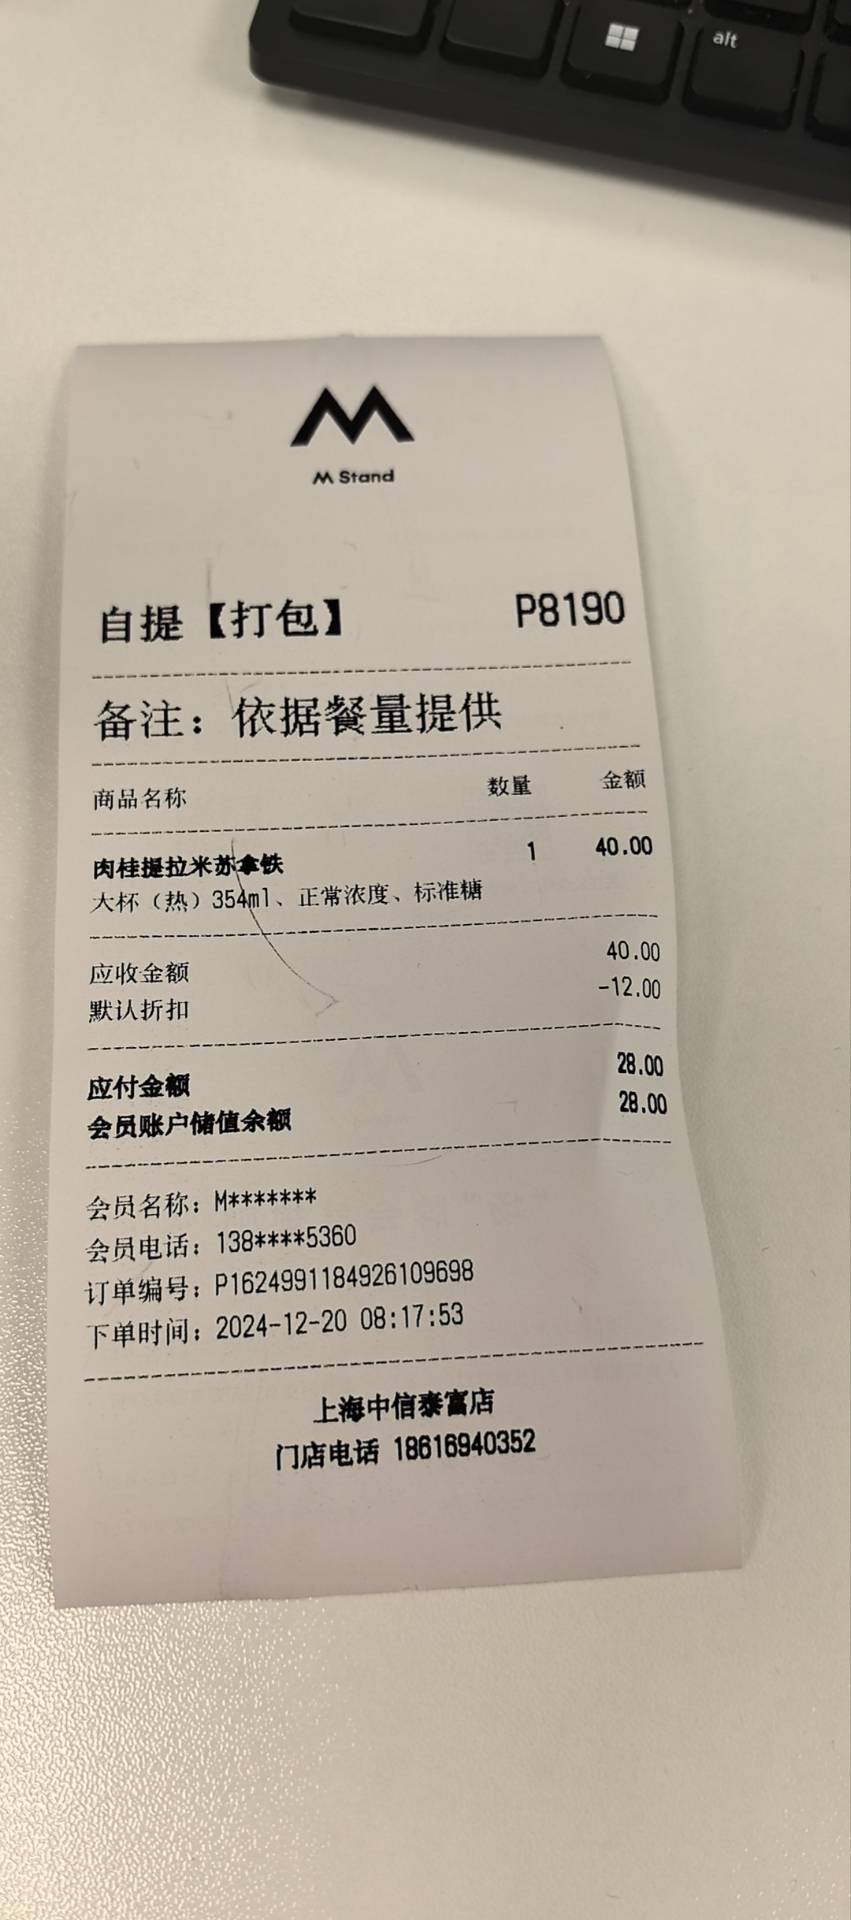 alt
M Stand
自提【打包】 P8190
备注：依据餐量提供
商品名称 数量 金额
肉桂提拉米苏拿铁 1 40.00
大杯（热）354ml、正常浓度、标准糖
应收金额 40.00
默认折扣 -12.00
应付金额 28.00
会员账户储值余额 28.00
会员名称：M*******
会员电话：138****5360
订单编号：P1624991184926109698
下单时间：2024-12-20 08:17:53
上海中信泰富店
门店电话 18616940352